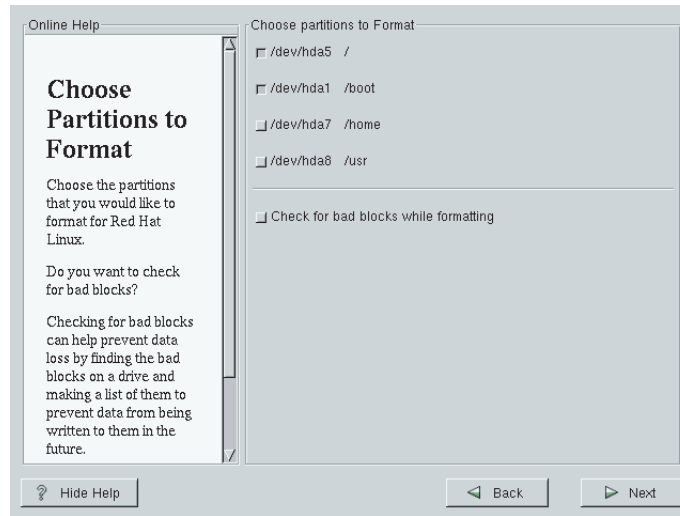 Online Help
Choose
Partitions to
Format
Choose the partitions
that you would like to
format for Red Hat
Linux.
Do you want to check
for bad blocks?
Checking for bad blocks
can help prevent data
loss by finding the bad
blocks on a drive and
making a list of them to
prevent data from being
written to them in the
future.
Choose partitions to Format
/dev/hda5 /
/dev/hda1 /boot
/dev/hda7 /home
/dev/hda8 /usr
Check for bad blocks while formatting
? Hide Help
Back
Next